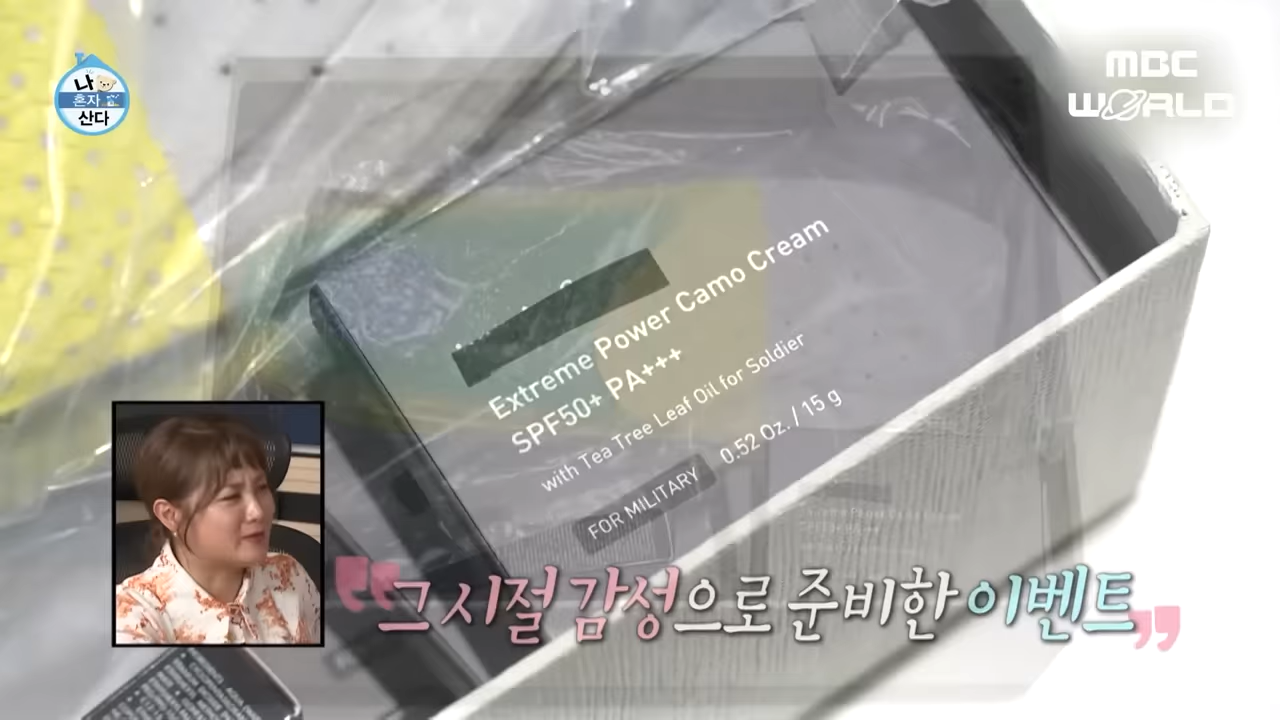 나
혼자
산다
MBC
WORLD
Extreme Power Camo Cream
SPF50+ PA+++
with Tea Tree Leaf Oil for Soldier
FOR MILITARY
0.52 Oz. / 15 g
"그 시절 감성으로 준비한 이벤트"